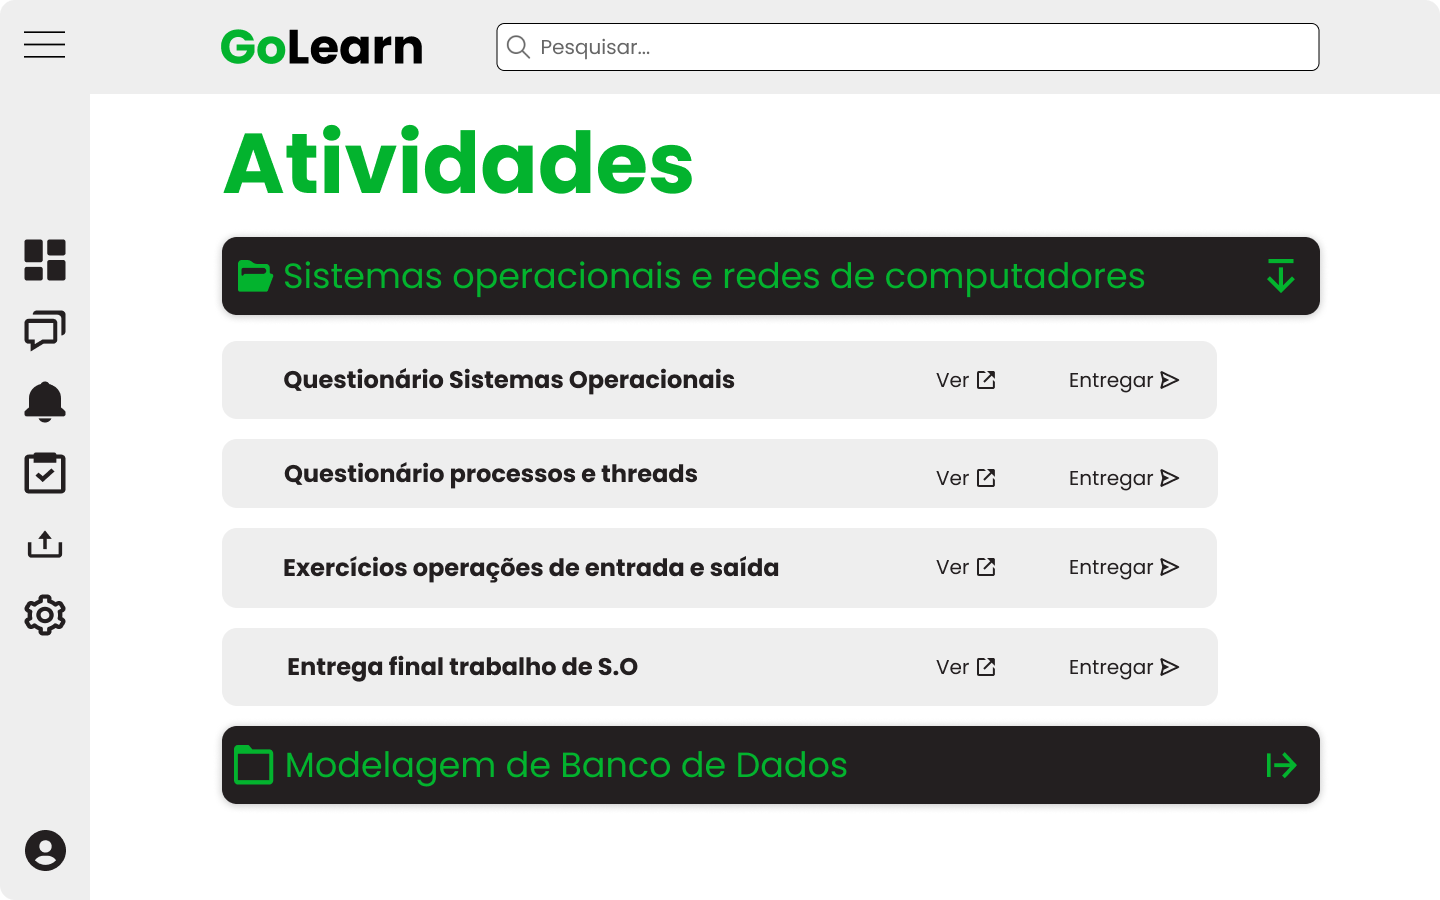 GoLearn
Pesquisar...
Atividades
Sistemas operacionais e redes de computadores
Questionário Sistemas Operacionais Ver Entregar
Questionário processos e threads Ver Entregar
Exercícios operações de entrada e saída Ver Entregar
Entrega final trabalho de S.O Ver Entregar
Modelagem de Banco de Dados